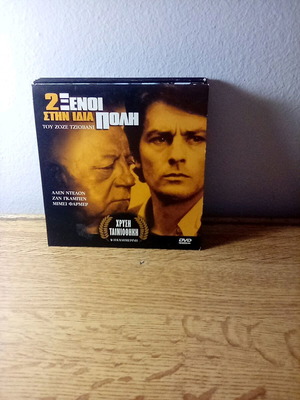 2 ΞΕΝΟΙ
ΣΤΗΝ ΙΔΙΑ ΠΟΛΗ
ΤΟΥ ΖΟΖΕ ΤΖΙΟΒΑΝΙ
ΑΛΕΝ ΝΤΕΛΟΝ
ΖΑΝ ΓΚΑΜΠΕΝ
ΜΙΜΣΙ ΦΑΡΜΕΡ
ΧΡΥΣΗ
ΤΑΙΝΙΟΘΗΚΗ
DVD